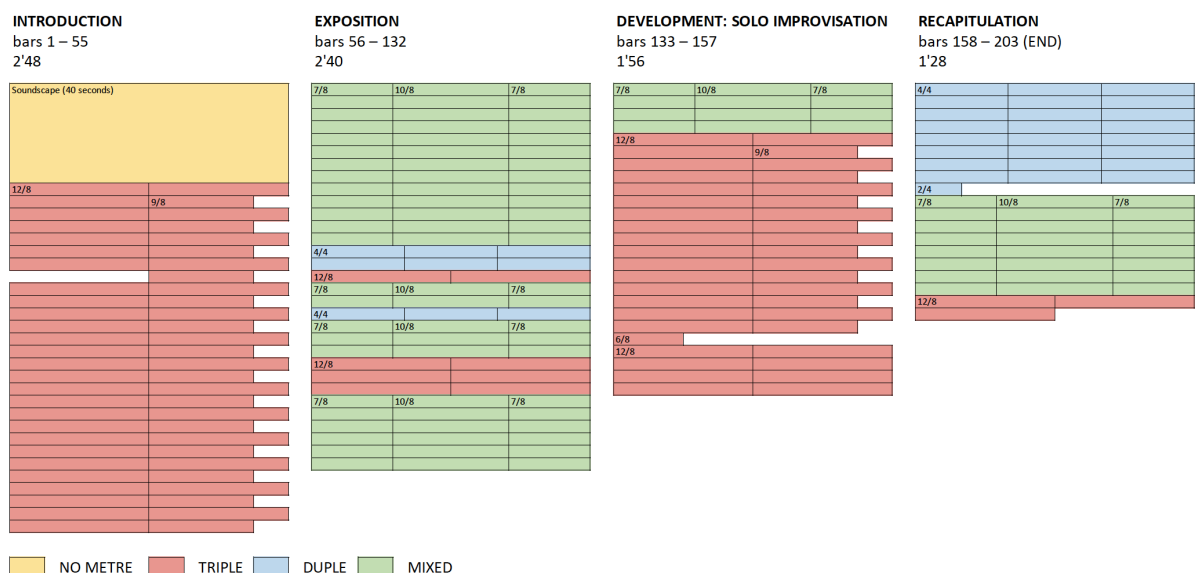 INTRODUCTION
bars 1 – 55
2'48
Soundscape (40 seconds)
12/8
9/8
EXPOSITION
bars 56 – 132
2'40
7/8 10/8 7/8
4/4
12/8
7/8 10/8 7/8
4/4
7/8 10/8 7/8
12/8
7/8 10/8 7/8
DEVELOPMENT: SOLO IMPROVISATION
bars 133 – 157
1'56
7/8 10/8 7/8
12/8
9/8
6/8
12/8
RECAPITULATION
bars 158 – 203 (END)
1'28
4/4
2/4
7/8 10/8 7/8
12/8
NO METRE TRIPLE DUPLE MIXED